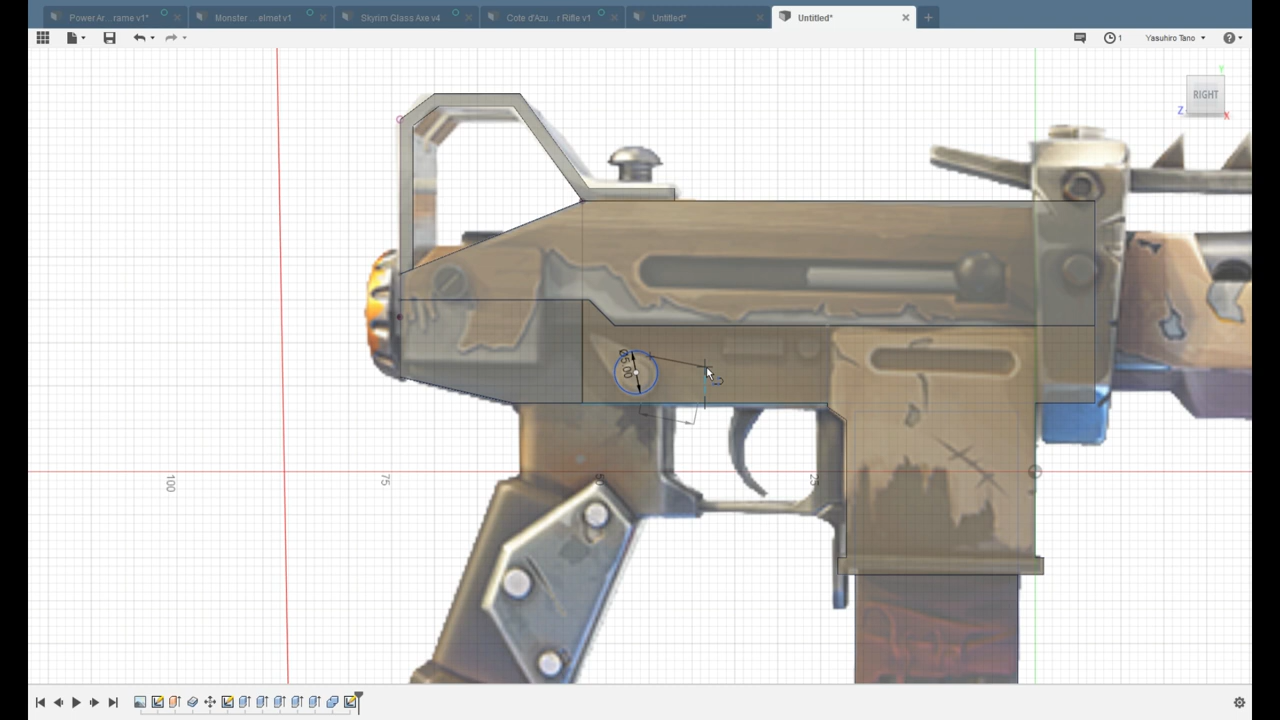 Power Ar...rame v1*
Monster ...elmet v1
Skyrim Glass Axe v4
Cote d'Azu...r Rifle v1
Untitled*
Untitled*
1
Yasuhiro Tano
Y
RIGHT
Z
X
Ø5.00
100
75
50
25